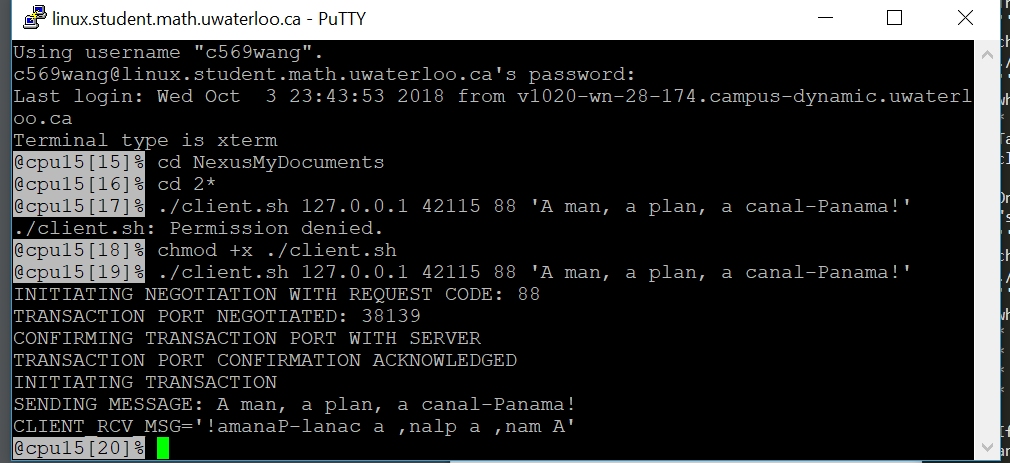 linux.student.math.uwaterloo.ca - PuTTY
Using username "c569wang".
c569wang@linux.student.math.uwaterloo.ca's password:
Last login: Wed Oct  3 23:43:53 2018 from v1020-wn-28-174.campus-dynamic.uwaterl
oo.ca
Terminal type is xterm
@cpu15[15]% cd NexusMyDocuments
@cpu15[16]% cd 2*
@cpu15[17]% ./client.sh 127.0.0.1 42115 88 'A man, a plan, a canal-Panama!'
./client.sh: Permission denied.
@cpu15[18]% chmod +x ./client.sh
@cpu15[19]% ./client.sh 127.0.0.1 42115 88 'A man, a plan, a canal-Panama!'
INITIATING NEGOTIATION WITH REQUEST CODE: 88
TRANSACTION PORT NEGOTIATED: 38139
CONFIRMING TRANSACTION PORT WITH SERVER
TRANSACTION PORT CONFIRMATION ACKNOWLEDGED
INITIATING TRANSACTION
SENDING MESSAGE: A man, a plan, a canal-Panama!
CLIENT_RCV_MSG='!amanaP-lanac a ,nalp a ,nam A'
@cpu15[20]%